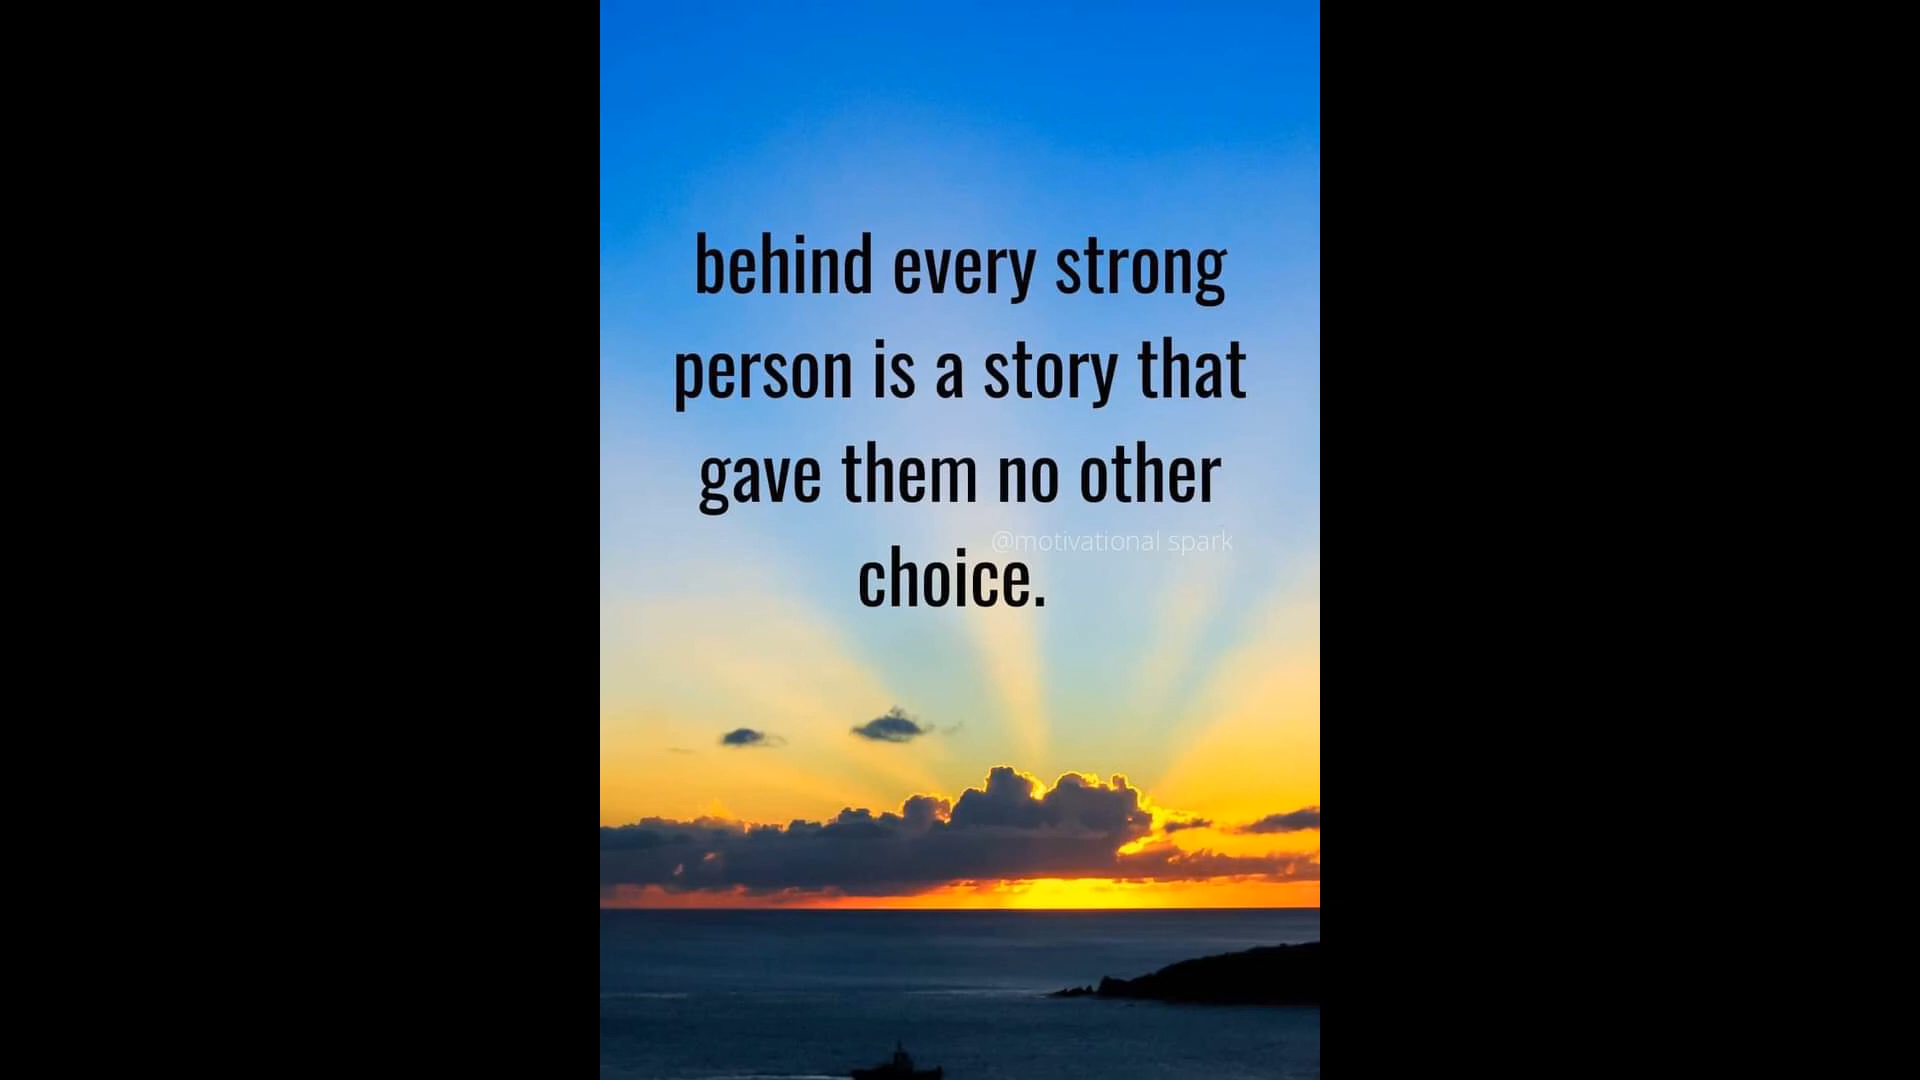 behind every strong
person is a story that
gave them no other
@motivational spark
choice.